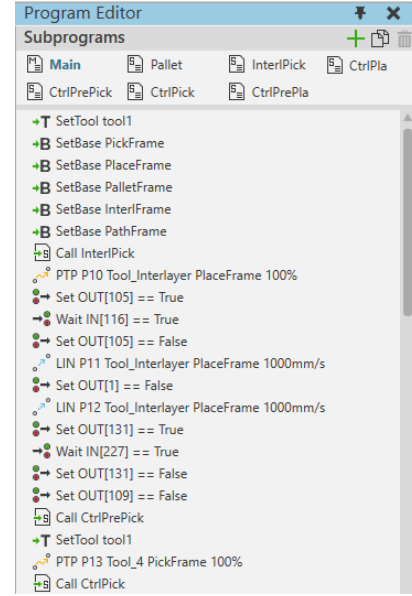 Program Editor
Subprograms
Main Pallet InterlPick CtrlPla
CtrlPrePick CtrlPick CtrlPrePla
SetTool tool1
SetBase PickFrame
SetBase PlaceFrame
SetBase PalletFrame
SetBase InterlFrame
SetBase PathFrame
Call InterlPick
PTP P10 Tool_Interlayer PlaceFrame 100%
Set OUT[105] == True
Wait IN[116] == True
Set OUT[105] == False
LIN P11 Tool_Interlayer PlaceFrame 1000mm/s
Set OUT[1] == False
LIN P12 Tool_Interlayer PlaceFrame 1000mm/s
Set OUT[131] == True
Wait IN[227] == True
Set OUT[131] == False
Set OUT[109] == False
Call CtrlPrePick
SetTool tool1
PTP P13 Tool_4 PickFrame 100%
Call CtrlPick